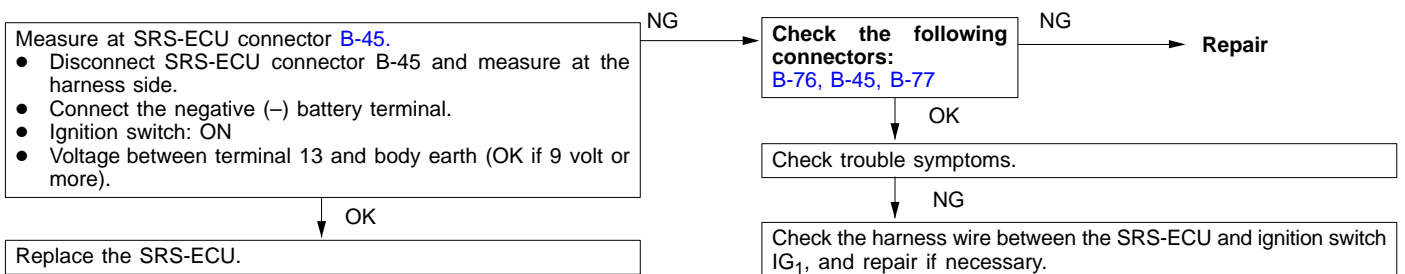 Measure at SRS-ECU connector B-45.
● Disconnect SRS-ECU connector B-45 and measure at the
harness side.
● Connect the negative (–) battery terminal.
● Ignition switch: ON
● Voltage between terminal 13 and body earth (OK if 9 volt or
more).
NG
Check the following
connectors:
B-76, B-45, B-77
NG
Repair
OK
Check trouble symptoms.
OK
NG
Replace the SRS-ECU.
Check the harness wire between the SRS-ECU and ignition switch
IG1, and repair if necessary.